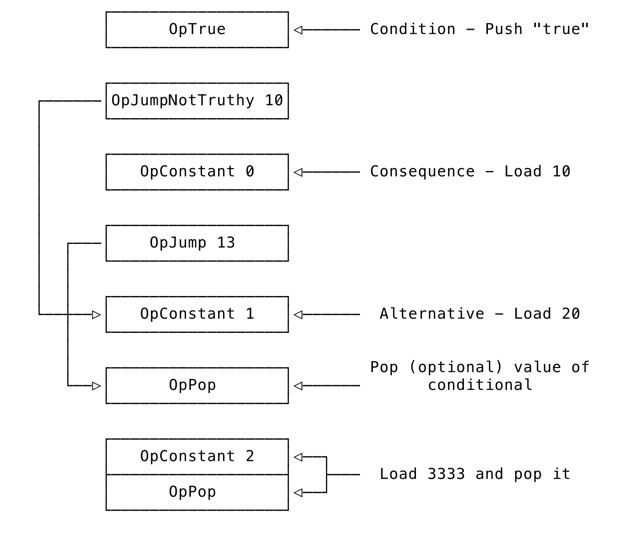 OpTrue
Condition – Push "true"
OpJumpNotTruthy 10
OpConstant 0
Consequence – Load 10
OpJump 13
OpConstant 1
Alternative – Load 20
OpPop
Pop (optional) value of
conditional
OpConstant 2
OpPop
Load 3333 and pop it